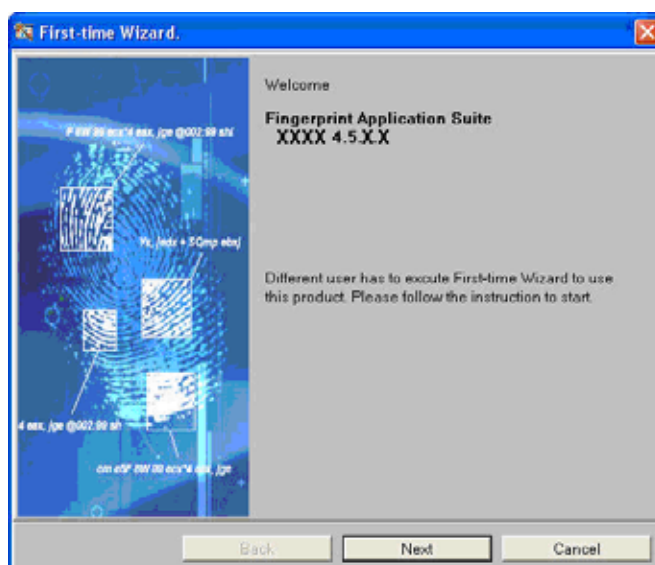 First-time Wizard.
Welcome
Fingerprint Application Suite
XXXX 4.5.X.X
Different user has to excute First-time Wizard to use
this product. Please follow the instruction to start.
Back Next Cancel